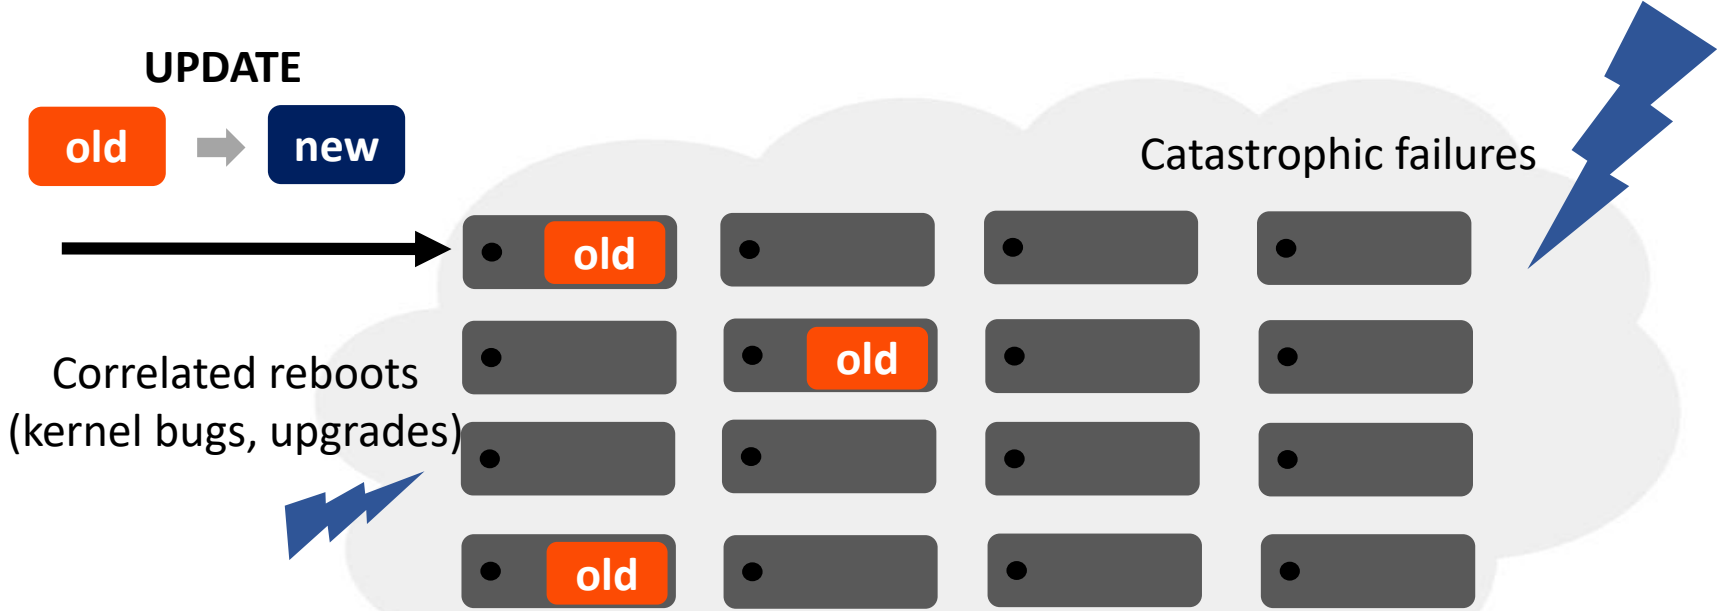 UPDATE
old
new
Catastrophic failures
old
old
Correlated reboots
(kernel bugs, upgrades)
old